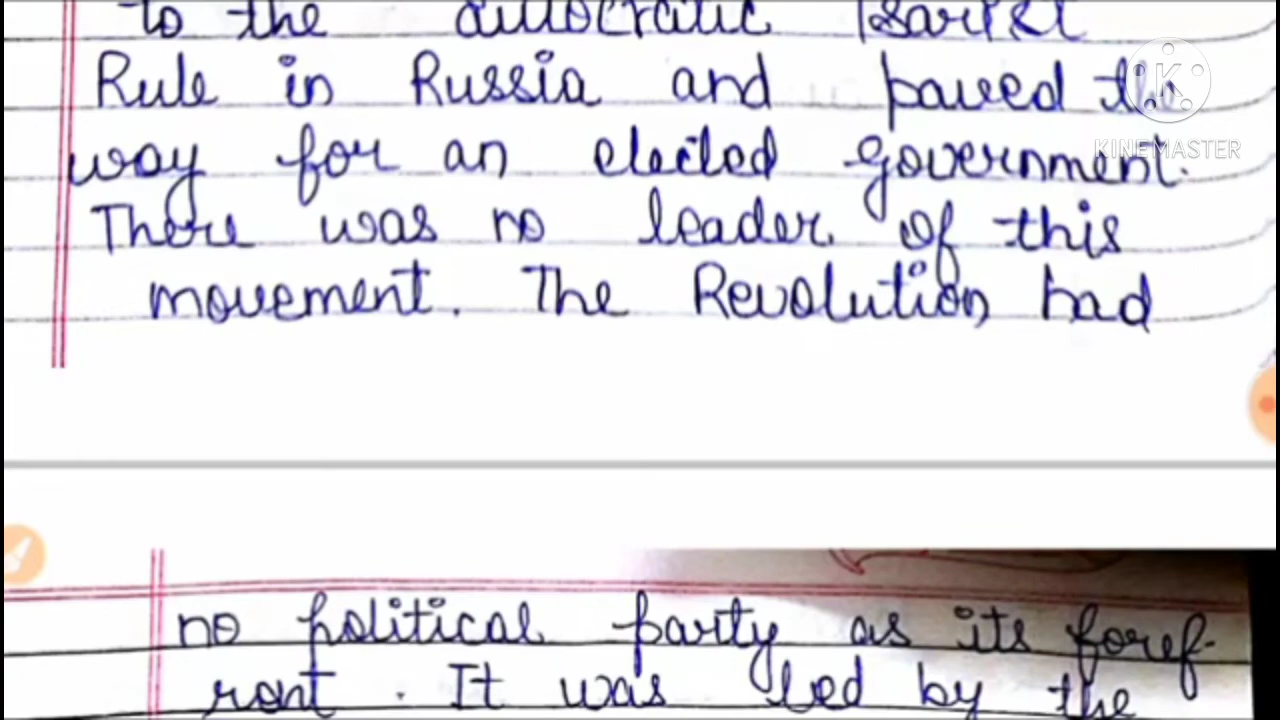 to the autocratic Tsarist
Rule in Russia and paved the
way for an elected government.
There was no leader of this
movement. The Revolution had
no political party as its foref-
ront. It was led by the
KINEMASTER